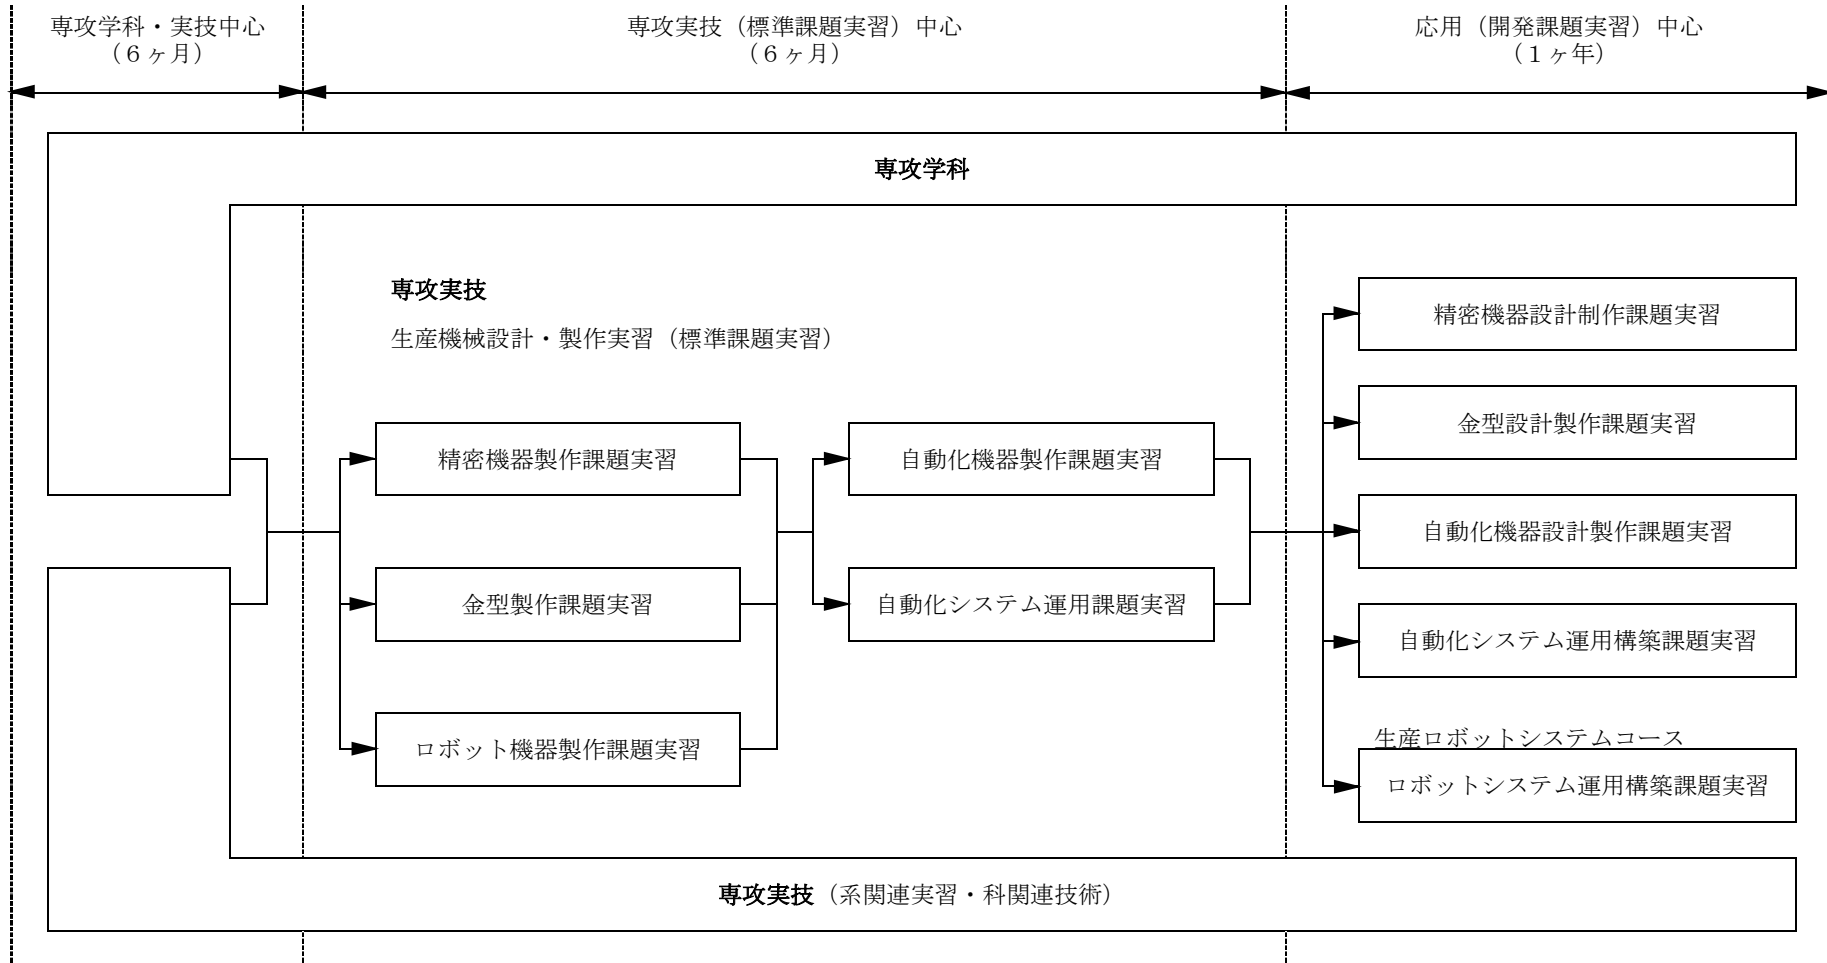 専攻学科・実技中心
（６ヶ月）
専攻実技（標準課題実習）中心
（６ヶ月）
応用（開発課題実習）中心
（１ヶ年）
専攻学科
専攻実技
生産機械設計・製作実習（標準課題実習）
精密機器製作課題実習
金型製作課題実習
ロボット機器製作課題実習
自動化機器製作課題実習
自動化システム運用課題実習
精密機器設計制作課題実習
金型設計製作課題実習
自動化機器設計製作課題実習
自動化システム運用構築課題実習
生産ロボットシステムコース
ロボットシステム運用構築課題実習
専攻実技（系関連実習・科関連技術）